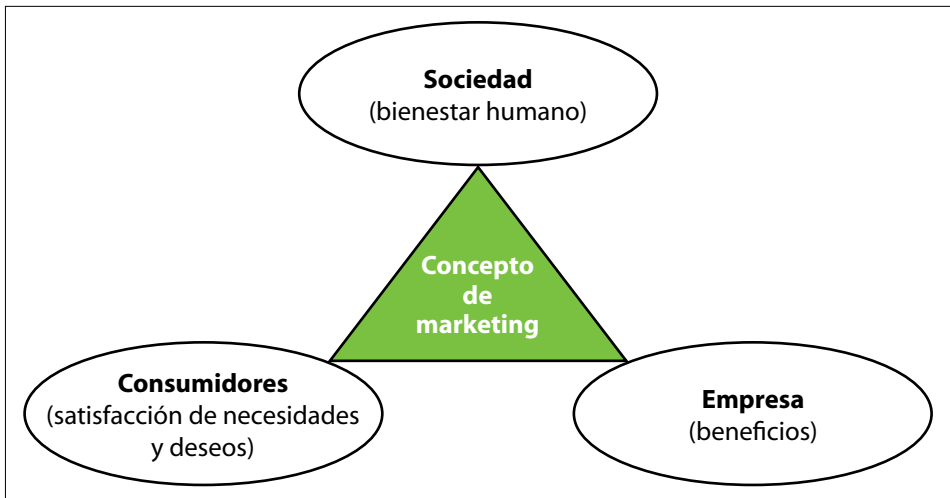 Sociedad
(bienestar humano)
Concepto
de
marketing
Consumidores
(satisfacción de necesidades
y deseos)
Empresa
(beneficios)